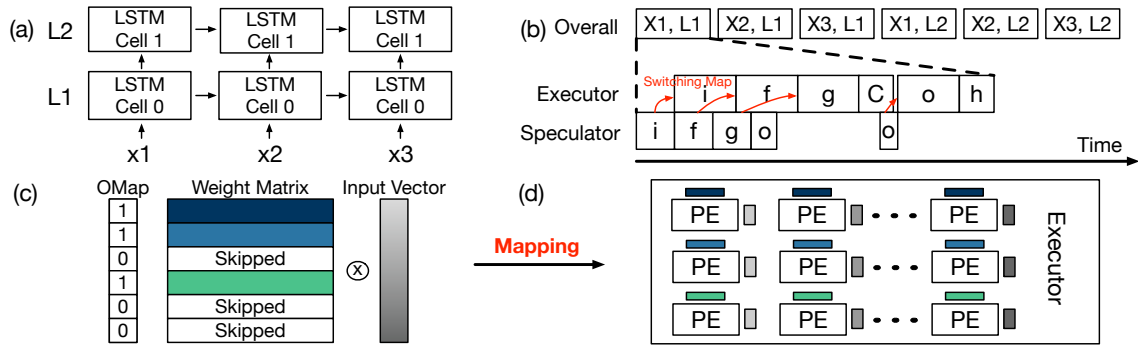 (a)
L2
LSTM
Cell 1
LSTM
Cell 1
LSTM
Cell 1
L1
LSTM
Cell 0
LSTM
Cell 0
LSTM
Cell 0
x1
x2
x3
(b)
Overall
X1, L1
X2, L1
X3, L1
X1, L2
X2, L2
X3, L2
Switching Map
Executor
i
f
g
C
o
h
Speculator
i
f
g
o
o
Time
(c)
OMap
Weight Matrix
Input Vector
1
1
0
Skipped
1
0
Skipped
0
Skipped
x
Mapping
(d)
PE
PE
PE
PE
PE
PE
PE
PE
PE
Executor